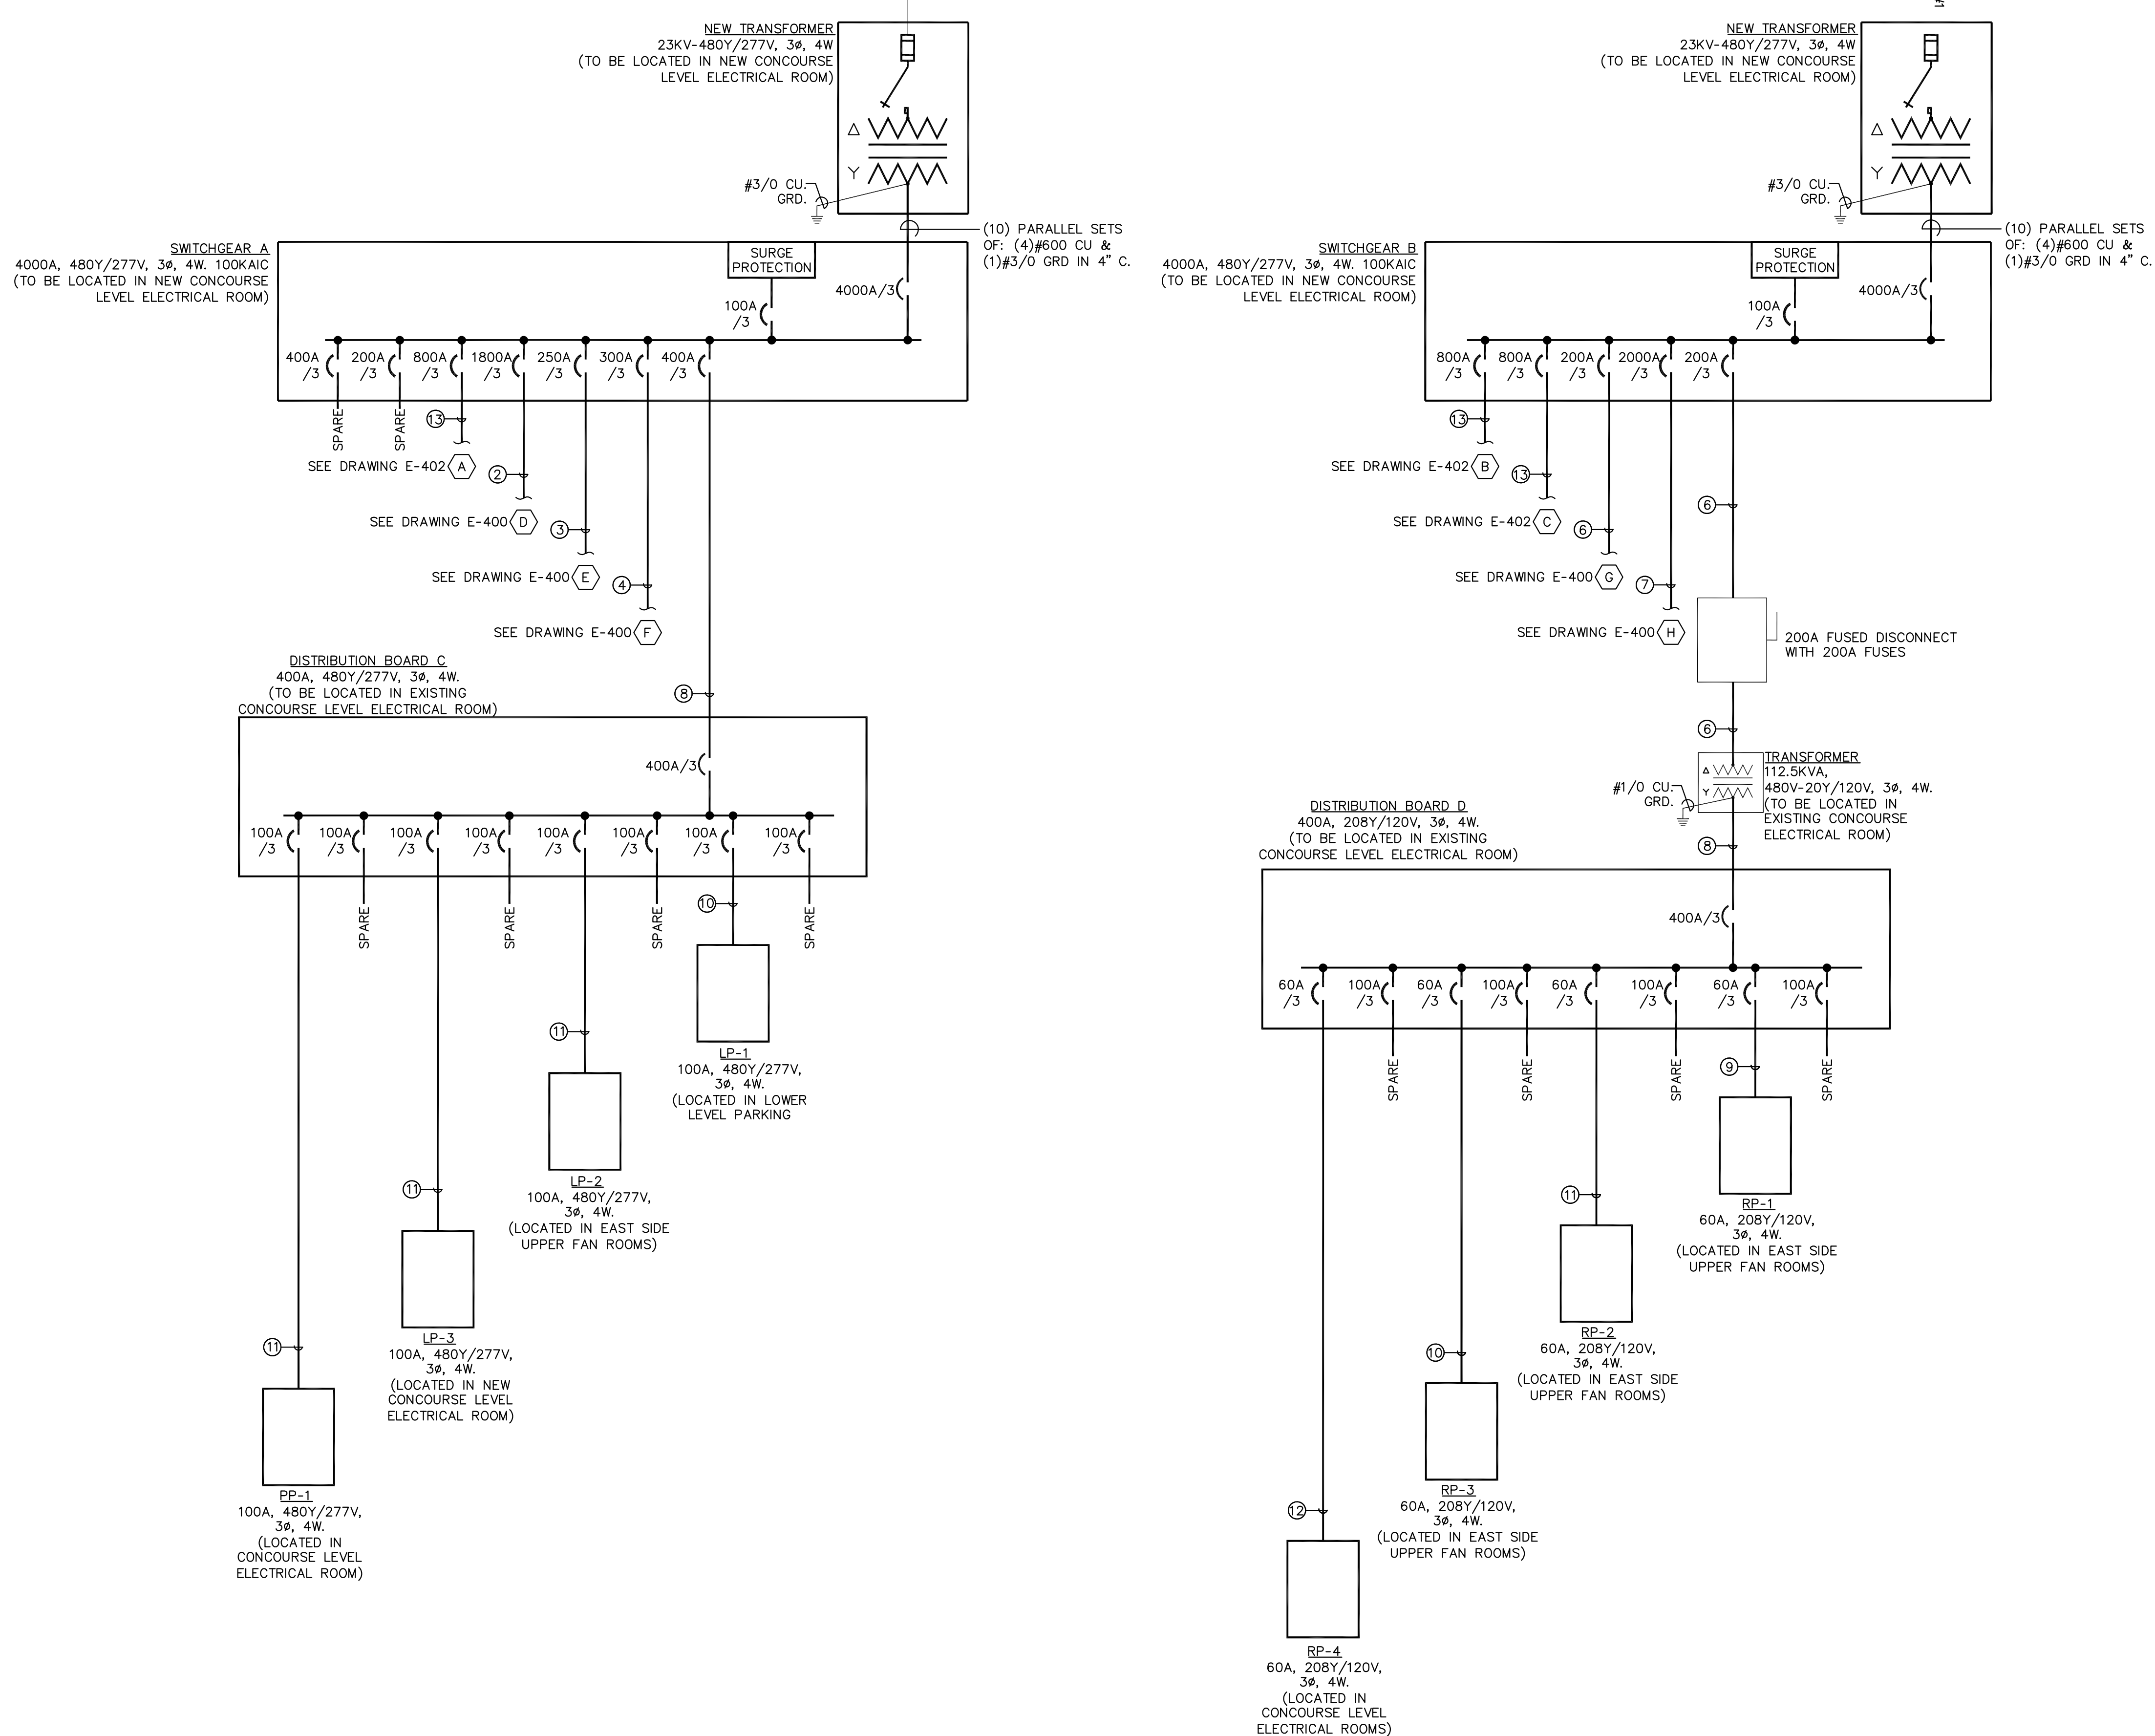 NEW TRANSFORMER
23KV-480Y/277V, 3ø, 4W
(TO BE LOCATED IN NEW CONCOURSE
LEVEL ELECTRICAL ROOM)
Δ
Y
#3/0 CU.
GRD.
(10) PARALLEL SETS
OF: (4)#600 CU &
(1)#3/0 GRD IN 4" C.
SWITCHGEAR A
4000A, 480Y/277V, 3ø, 4W. 100KAIC
(TO BE LOCATED IN NEW CONCOURSE
LEVEL ELECTRICAL ROOM)
SURGE
PROTECTION
100A
/3
4000A/3
400A
/3
200A
/3
800A
/3
1800A
/3
250A
/3
300A
/3
400A
/3
SPARE
SPARE
13
SEE DRAWING E-402 A
2
SEE DRAWING E-400 D
3
SEE DRAWING E-400 E
4
SEE DRAWING E-400 F
8
DISTRIBUTION BOARD C
400A, 480Y/277V, 3ø, 4W.
(TO BE LOCATED IN EXISTING
CONCOURSE LEVEL ELECTRICAL ROOM)
400A/3
100A
/3
100A
/3
100A
/3
100A
/3
100A
/3
100A
/3
100A
/3
100A
/3
SPARE
SPARE
SPARE
SPARE
10
LP-1
100A, 480Y/277V,
3ø, 4W.
(LOCATED IN LOWER
LEVEL PARKING
11
LP-2
100A, 480Y/277V,
3ø, 4W.
(LOCATED IN EAST SIDE
UPPER FAN ROOMS)
11
LP-3
100A, 480Y/277V,
3ø, 4W.
(LOCATED IN NEW
CONCOURSE LEVEL
ELECTRICAL ROOM)
11
PP-1
100A, 480Y/277V,
3ø, 4W.
(LOCATED IN
CONCOURSE LEVEL
ELECTRICAL ROOM)
#1
NEW TRANSFORMER
23KV-480Y/277V, 3ø, 4W
(TO BE LOCATED IN NEW CONCOURSE
LEVEL ELECTRICAL ROOM)
Δ
Y
#3/0 CU.
GRD.
(10) PARALLEL SETS
OF: (4)#600 CU &
(1)#3/0 GRD IN 4" C.
SWITCHGEAR B
4000A, 480Y/277V, 3ø, 4W. 100KAIC
(TO BE LOCATED IN NEW CONCOURSE
LEVEL ELECTRICAL ROOM)
SURGE
PROTECTION
100A
/3
4000A/3
800A
/3
800A
/3
200A
/3
2000A
/3
200A
/3
13
SEE DRAWING E-402 B
13
SEE DRAWING E-402 C
6
SEE DRAWING E-400 G
7
SEE DRAWING E-400 H
6
200A FUSED DISCONNECT
WITH 200A FUSES
6
TRANSFORMER
112.5KVA,
480V-20Y/120V, 3ø, 4W.
(TO BE LOCATED IN
EXISTING CONCOURSE
ELECTRICAL ROOM)
Δ
Y
#1/0 CU.
GRD.
8
DISTRIBUTION BOARD D
400A, 208Y/120V, 3ø, 4W.
(TO BE LOCATED IN EXISTING
CONCOURSE LEVEL ELECTRICAL ROOM)
400A/3
60A
/3
100A
/3
60A
/3
100A
/3
60A
/3
100A
/3
60A
/3
100A
/3
SPARE
SPARE
SPARE
SPARE
9
RP-1
60A, 208Y/120V,
3ø, 4W.
(LOCATED IN EAST SIDE
UPPER FAN ROOMS)
11
RP-2
60A, 208Y/120V,
3ø, 4W.
(LOCATED IN EAST SIDE
UPPER FAN ROOMS)
10
RP-3
60A, 208Y/120V,
3ø, 4W.
(LOCATED IN EAST SIDE
UPPER FAN ROOMS)
12
RP-4
60A, 208Y/120V,
3ø, 4W.
(LOCATED IN
CONCOURSE LEVEL
ELECTRICAL ROOMS)